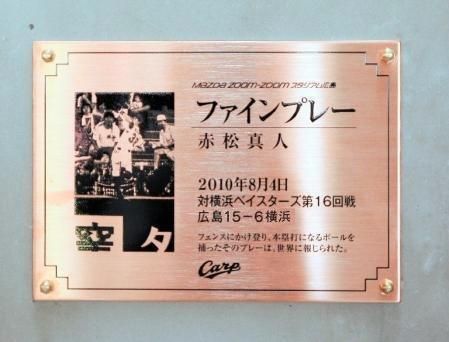 MAZDA ZOOM-ZOOM スタジアム広島
ファインプレー
赤松真人
2010年8月4日
対横浜ベイスターズ第16回戦
広島15-6横浜
フェンスにかけ登り、本塁打になるボールを
捕ったそのプレーは、世界に報じられた。
Carp
空 タ